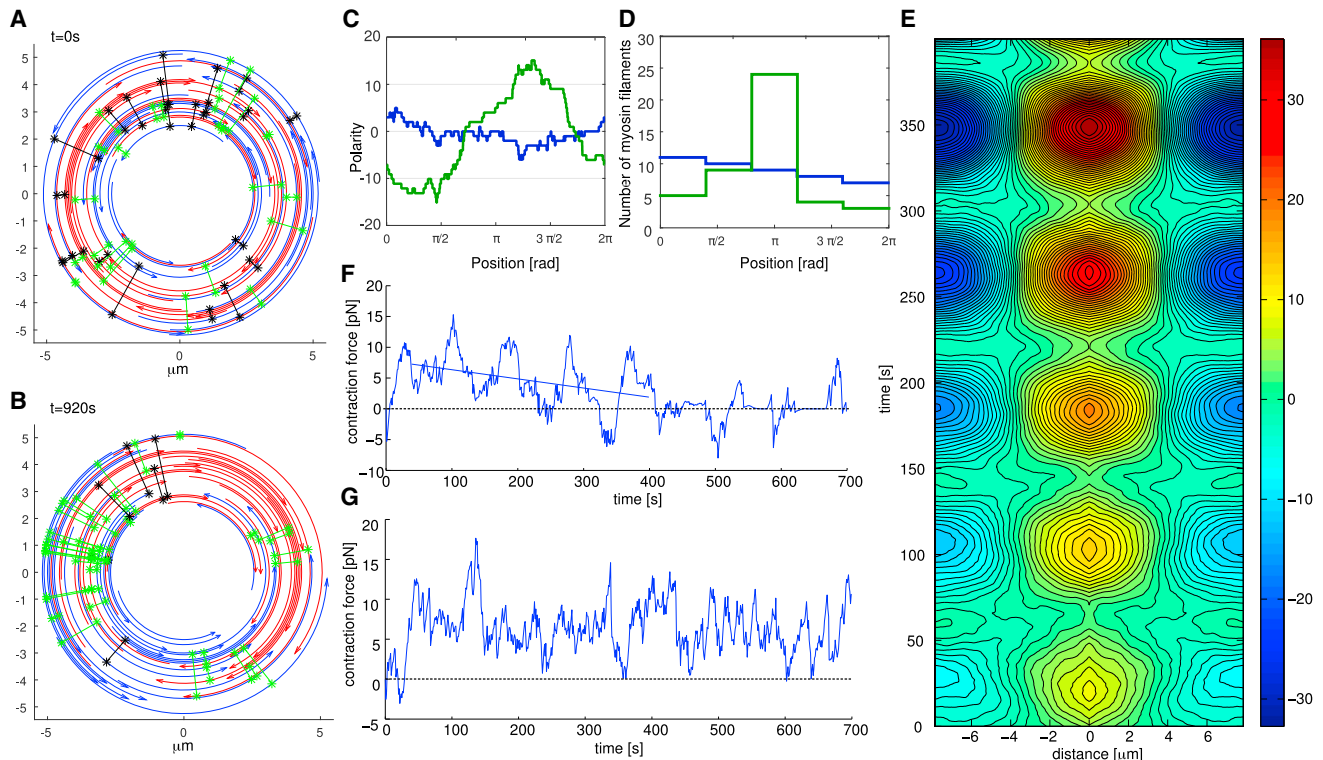 A
t=0s
5
4
3
2
1
0
-1
-2
-3
-4
-5
-5 0 5
μm
B
t=920s
5
4
3
2
1
0
-1
-2
-3
-4
-5
-5 0 5
μm
C
20
10
0
-10
-20
Polarity
0 π/2 π 3 π/2 2π
Position [rad]
D
30
25
20
15
10
5
0
Number of myosin filaments
0 π/2 π 3π/2 2π
Position [rad]
F
20
15
10
5
0
−5
−10
contraction force [pN]
0 100 200 300 400 500 600 700
time [s]
G
20
15
10
5
0
−5
contraction force [pN]
0 100 200 300 400 500 600 700
time [s]
E
350
300
250
200
150
100
50
0
time [s]
−6 −4 −2 0 2 4 6
distance [μm]
30
20
10
0
−10
−20
−30